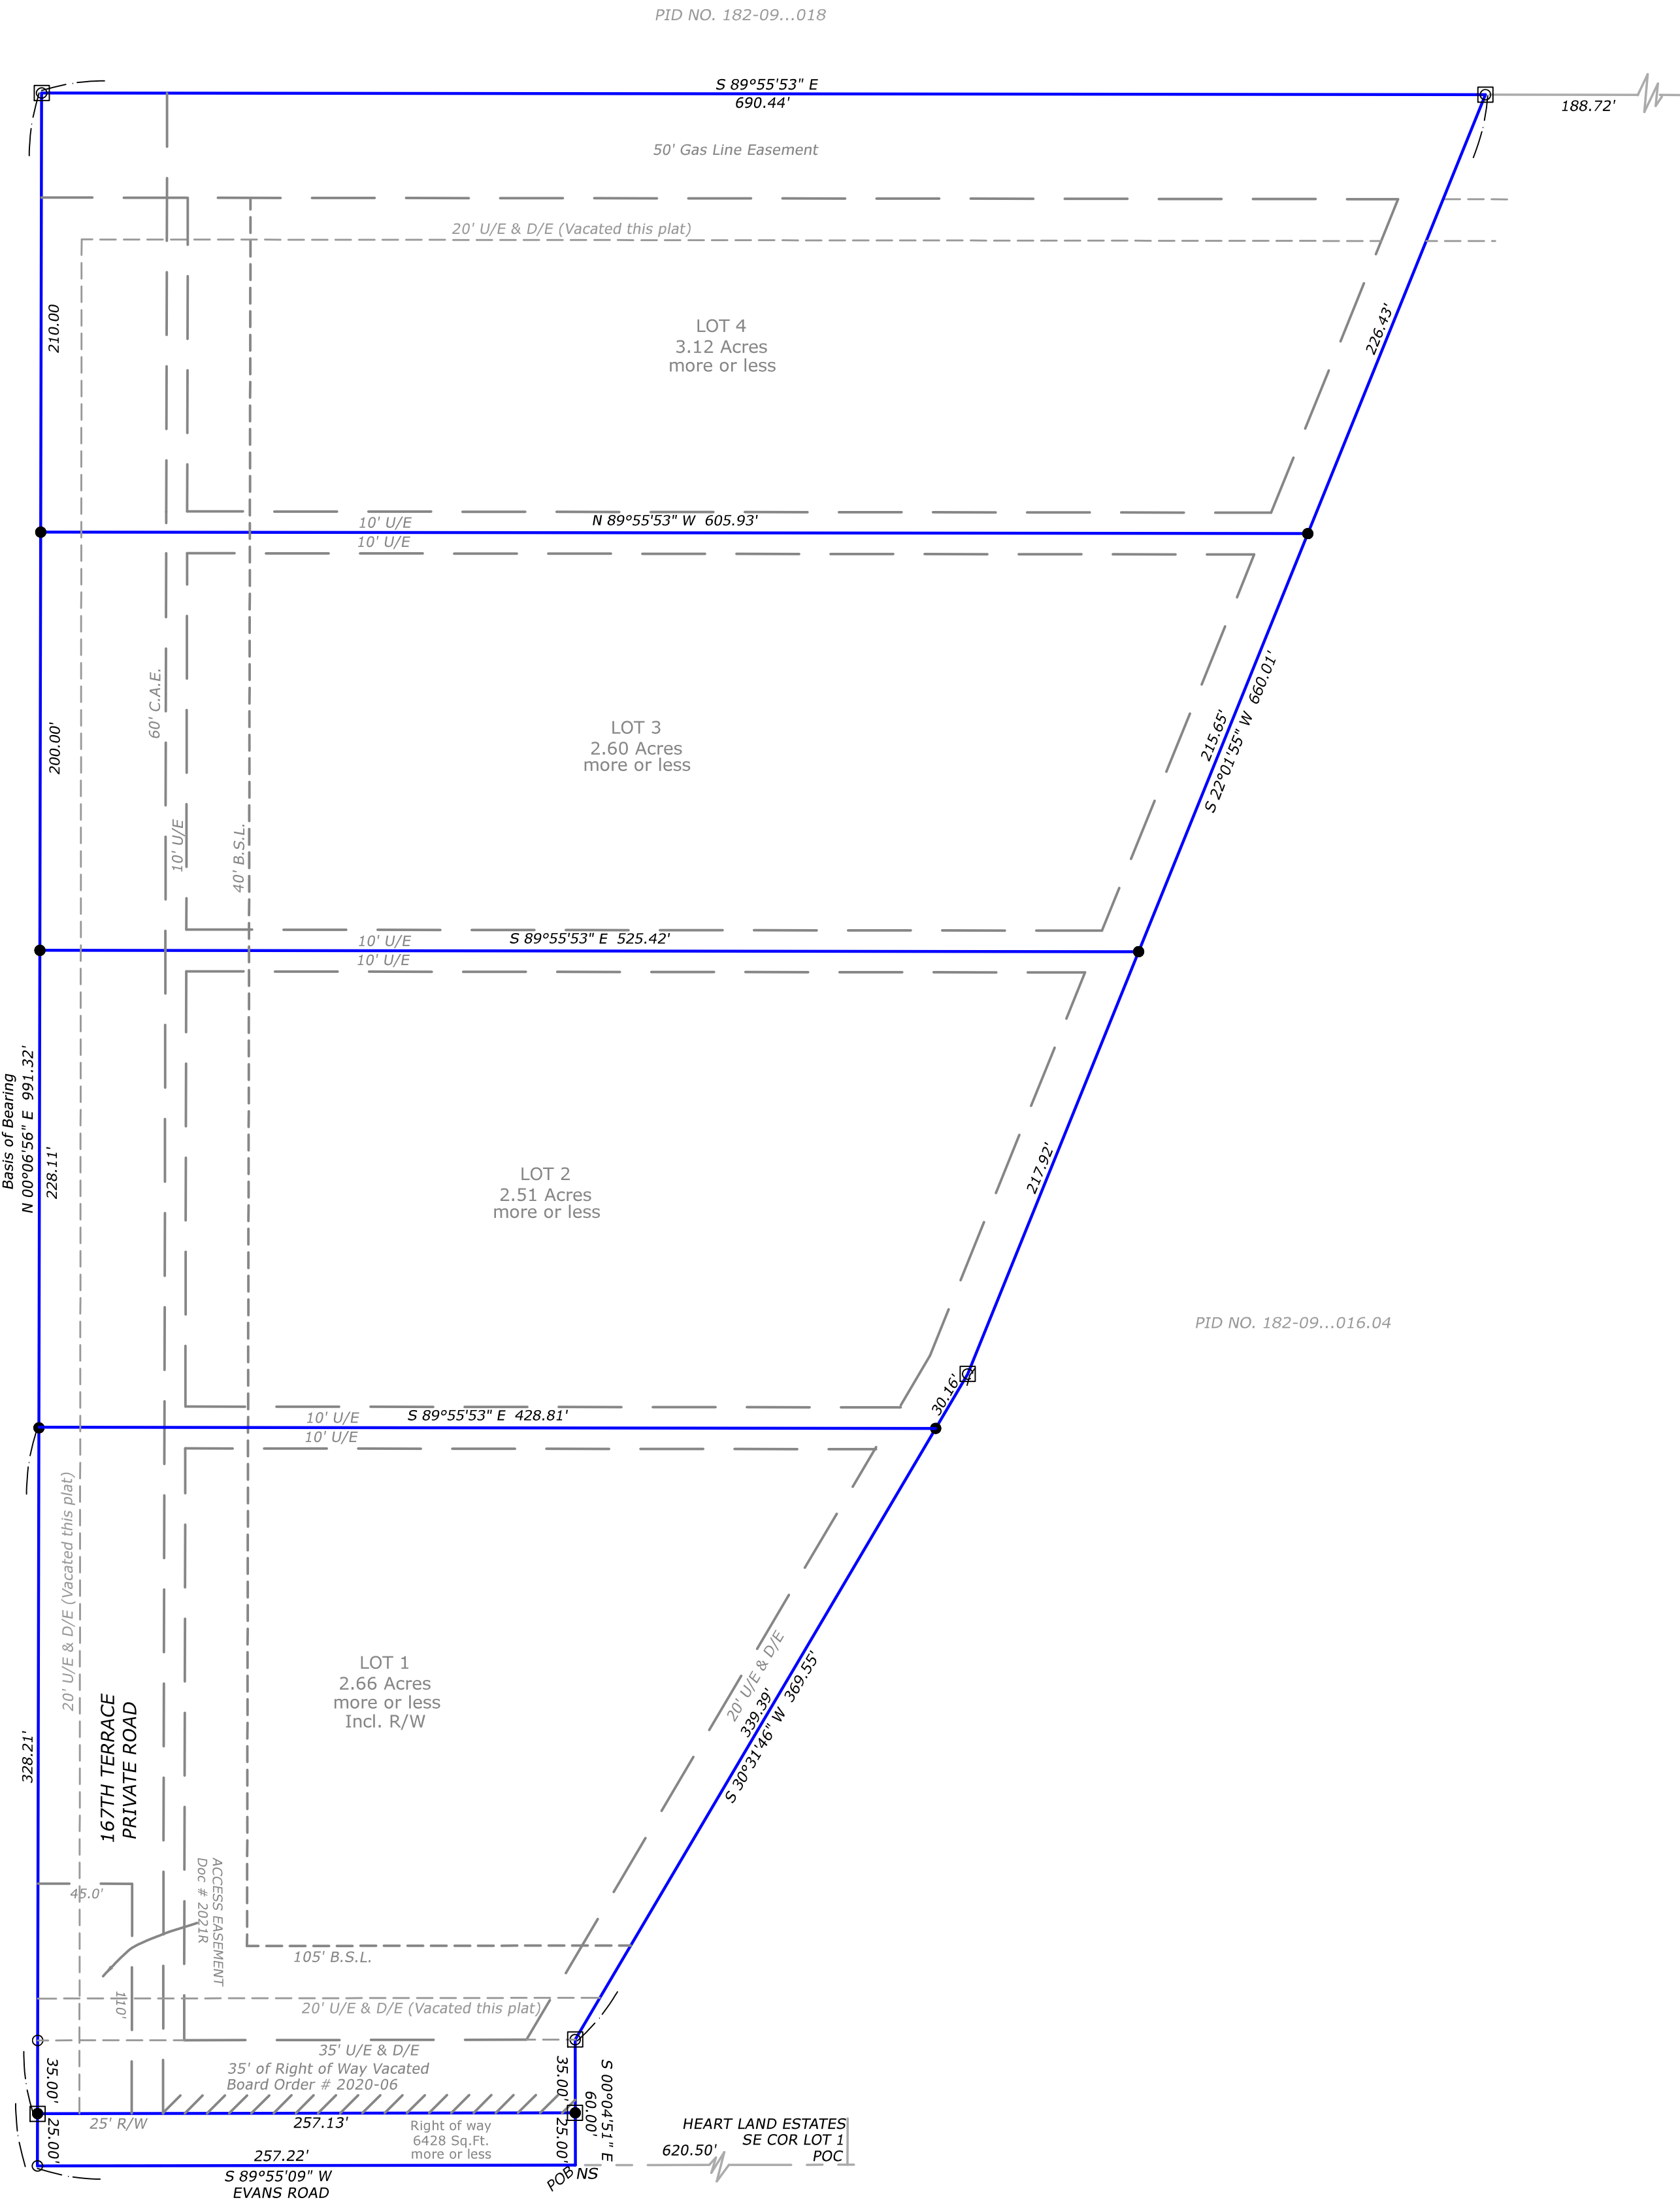 PID NO. 182-09...018
S 89°55'53" E
690.44'
188.72'
50' Gas Line Easement
20' U/E & D/E (Vacated this plat)
210.00
226.43'
LOT 4
3.12 Acres
more or less
10' U/E
N 89°55'53" W  605.93'
10' U/E
60' C.A.E.
10' U/E
40' B.S.L.
200.00'
LOT 3
2.60 Acres
more or less
215.65'
S 22°01'55" W  660.01'
10' U/E
S 89°55'53" E  525.42'
10' U/E
Basis of Bearing
N 00°06'56" E  991.32'
228.11'
LOT 2
2.51 Acres
more or less
217.92'
PID NO. 182-09...016.04
30.16'
10' U/E
S 89°55'53" E  428.81'
10' U/E
20' U/E & D/E (Vacated this plat)
328.21'
167TH TERRACE
PRIVATE ROAD
LOT 1
2.66 Acres
more or less
Incl. R/W
20' U/E & D/E
339.39'
S 30°31'46" W  369.55'
45.0'
ACCESS EASEMENT
Doc # 2021R
110'
105' B.S.L.
20' U/E & D/E (Vacated this plat)
35' U/E & D/E
35' of Right of Way Vacated
Board Order # 2020-06
35.00'
35.00'
S 00°04'51" E
60.00'
25' R/W
257.13'
Right of way
6428 Sq.Ft.
more or less
25.00'
25.00'
257.22'
S 89°55'09" W
EVANS ROAD
POB
NS
620.50'
HEART LAND ESTATES
SE COR LOT 1
POC